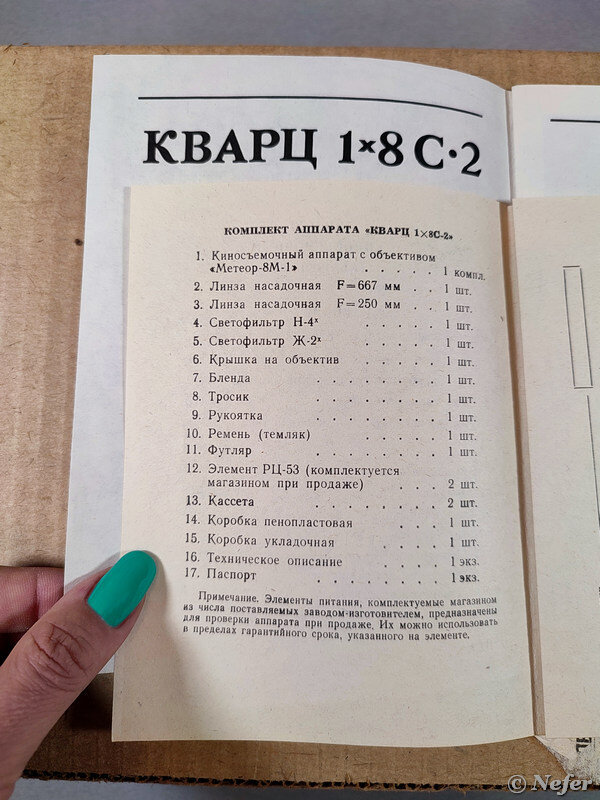 КВАРЦ 1×8 С·2
КОМПЛЕКТ АППАРАТА «КВАРЦ 1×8С-2»
1. Киносъемочный аппарат с объективом
«Метеор-8М-1» . . . . . 1 компл.
2. Линза насадочная F=667 мм . . 1 шт.
3. Линза насадочная F=250 мм . . 1 шт.
4. Светофильтр Н-4ˣ . . . . . 1 шт.
5. Светофильтр Ж-2ˣ . . . . . 1 шт.
6. Крышка на объектив . . . . . 1 шт.
7. Бленда . . . . . . . 1 шт.
8. Тросик . . . . . . . 1 шт.
9. Рукоятка . . . . . . . 1 шт.
10. Ремень (темляк) . . . . . 1 шт.
11. Футляр . . . . . . . 1 шт.
12. Элемент РЦ-53 (комплектуется
магазином при продаже) . . . . 2 шт.
13. Кассета . . . . . . . 2 шт.
14. Коробка пенопластовая . . . 1 шт.
15. Коробка укладочная . . . . 1 шт.
16. Техническое описание . . . . 1 экз.
17. Паспорт . . . . . . . 1 экз.
Примечание. Элементы питания, комплектуемые магазином
из числа поставляемых заводом-изготовителем, предназначены
для проверки аппарата при продаже. Их можно использовать
в пределах гарантийного срока, указанного на элементе.
© Nefer